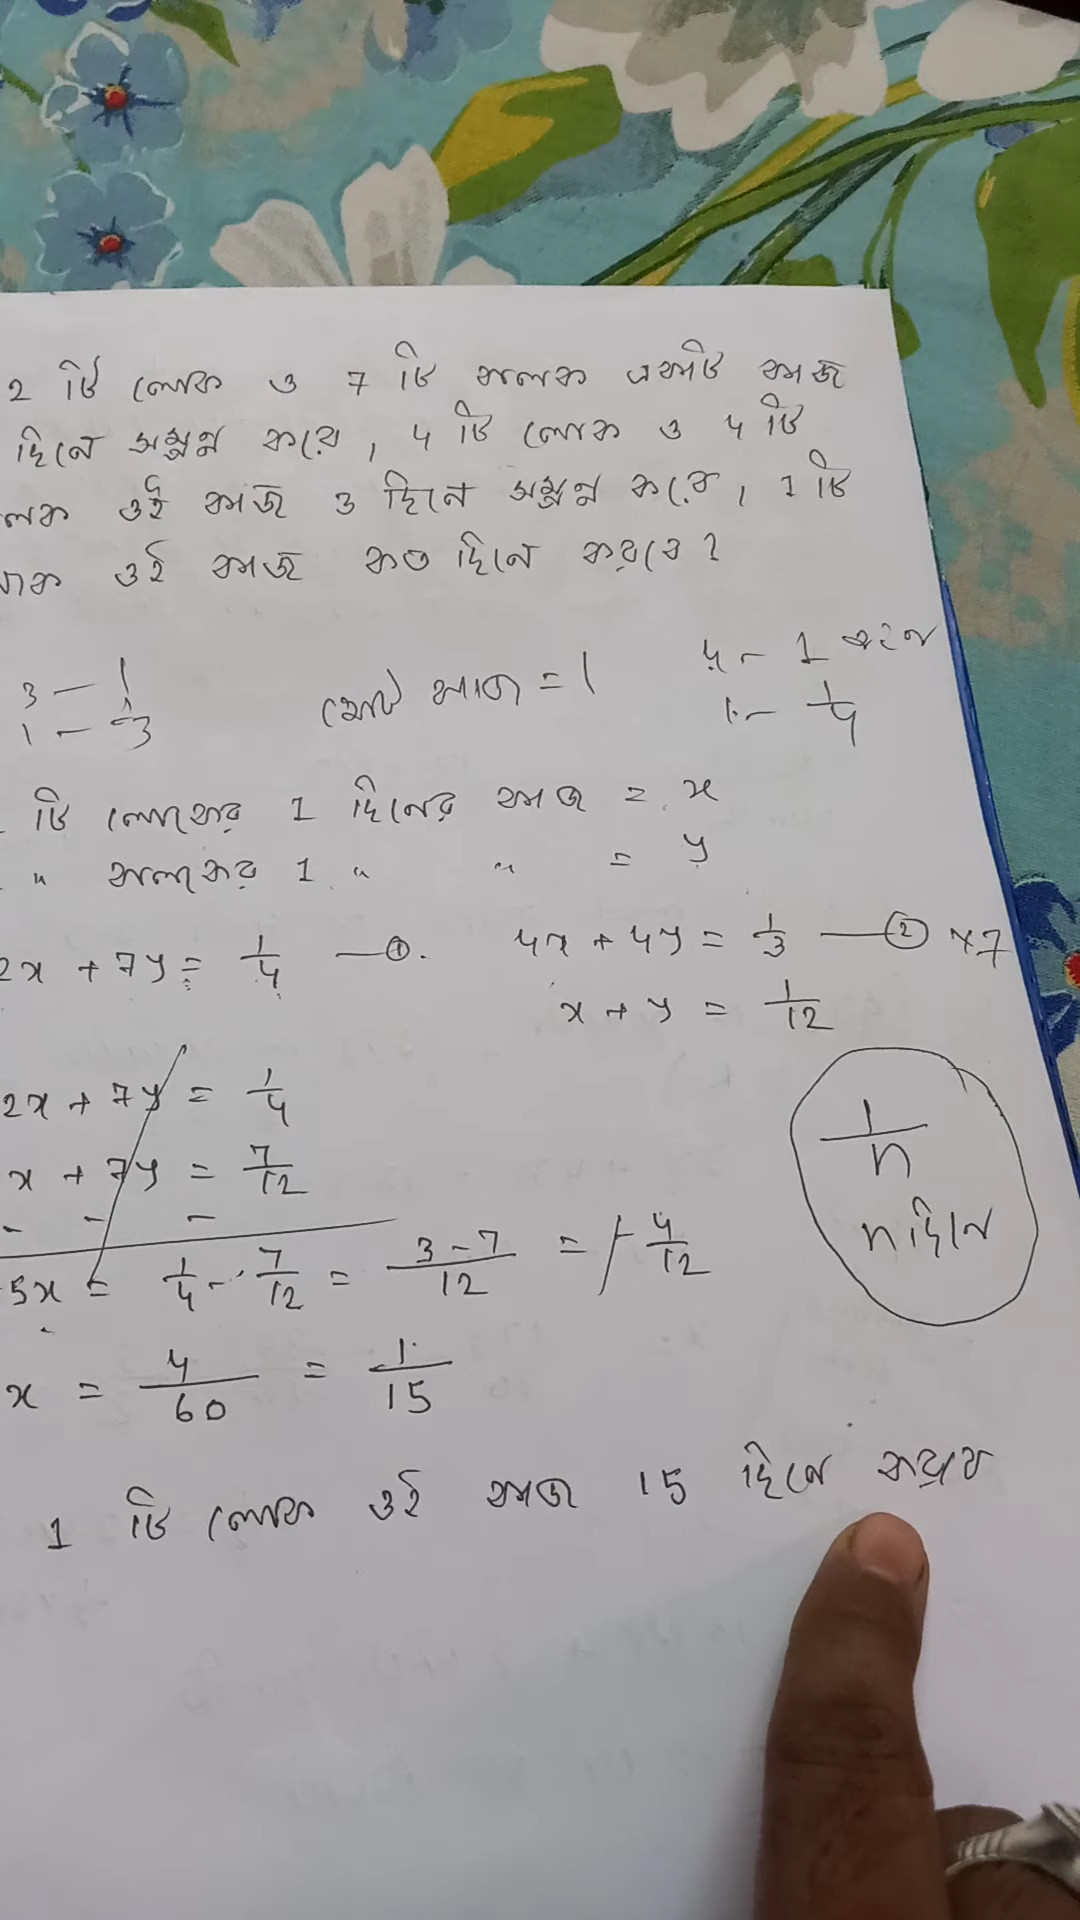 2 টি লোক ও 7 টি বালক একটি কাজ
দিনে সম্পন্ন করে, 4 টি লোক ও 4 টি
লক ওই কাজ ৩ দিনে সম্পন্ন করে, 1 টি
ওই কাজ কত দিনে করবে ?
3 — 1
1 — 1/3
মোট কাজ = 1
4 — 1 অংশ
1 — 1/4
টি লোকের 1 দিনের কাজ = x
" বালকের 1 " " = y
2x + 7y = 1/4 —①.
4x + 4y = 1/3 —② ×7
x + y = 1/12
2x + 7y = 1/4
x + 7y = 7/12
- - -
1/n
n দিনে
5x = 1/4 - 7/12 = 3-7/12 = -4/12
x = 4/60 = 1/15
1 টি লোক ওই কাজ 15 দিনে করবে